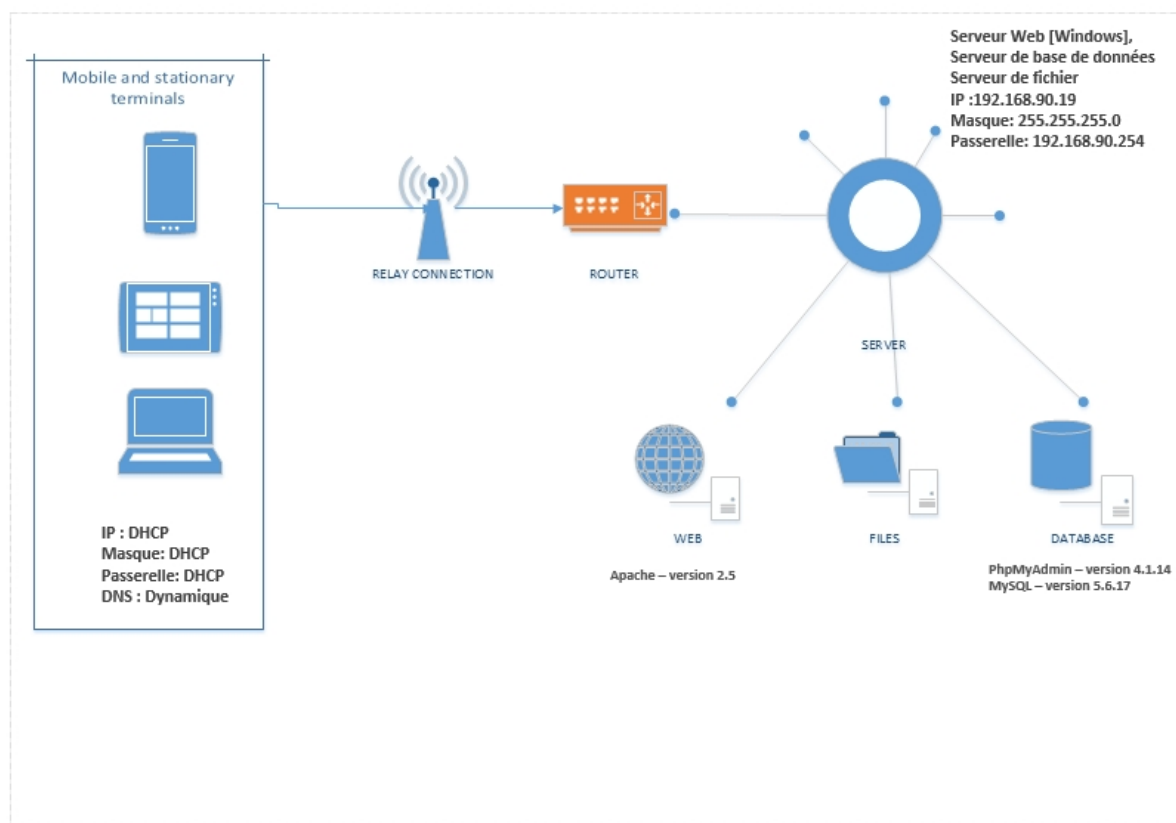 Serveur Web [Windows],
Serveur de base de données
Serveur de fichier
IP :192.168.90.19
Masque: 255.255.255.0
Passerelle: 192.168.90.254
Mobile and stationary
terminals
RELAY CONNECTION
ROUTER
SERVER
IP : DHCP
Masque: DHCP
Passerelle: DHCP
DNS : Dynamique
WEB
FILES
DATABASE
Apache – version 2.5
PhpMyAdmin – version 4.1.14
MySQL – version 5.6.17